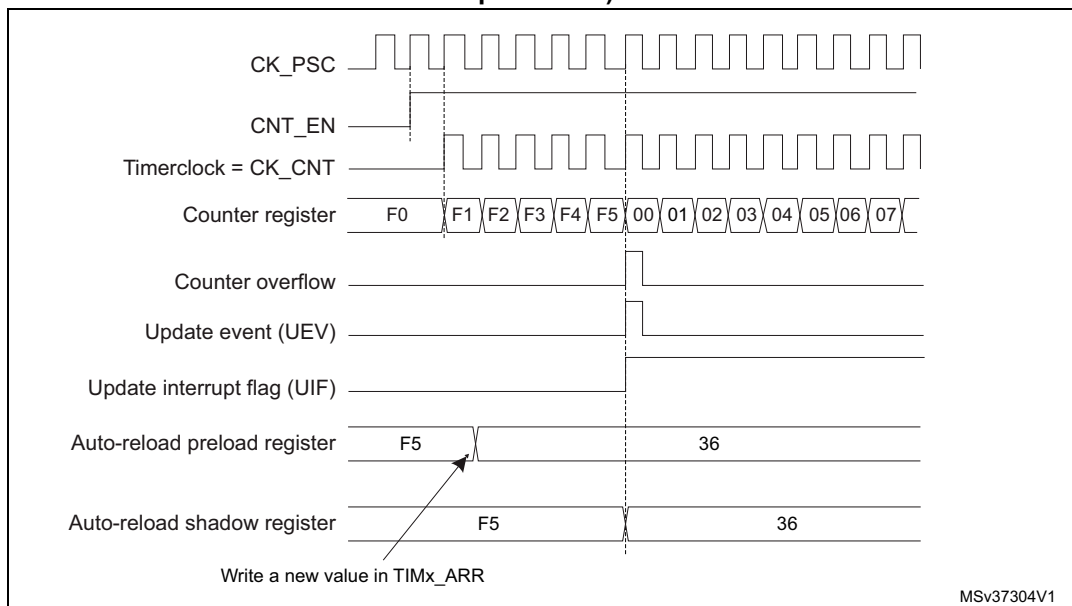 CK_PSC
CNT_EN
Timerclock = CK_CNT
Counter register F0 F1 F2 F3 F4 F5 00 01 02 03 04 05 06 07
Counter overflow
Update event (UEV)
Update interrupt flag (UIF)
Auto-reload preload register F5 36
Auto-reload shadow register F5 36
Write a new value in TIMx_ARR
MSv37304V1